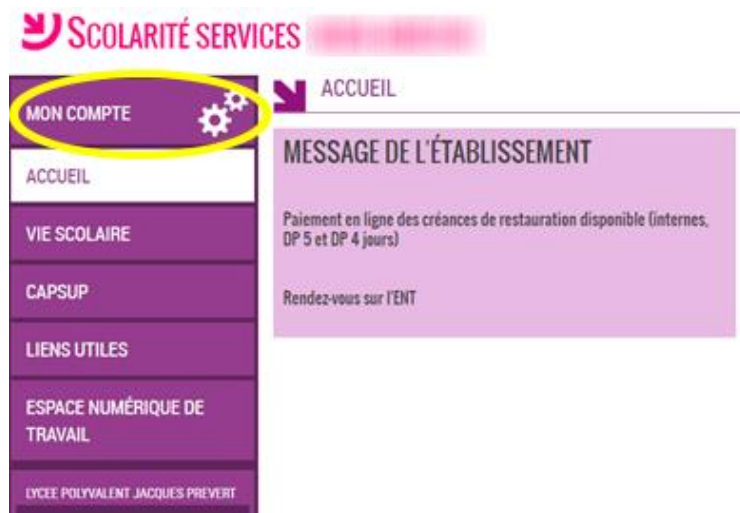 SCOLARITÉ SERVICES
MON COMPTE
ACCUEIL
VIE SCOLAIRE
CAPSUP
LIENS UTILES
ESPACE NUMÉRIQUE DE
TRAVAIL
LYCEE POLYVALENT JACQUES PREVERT
ACCUEIL
MESSAGE DE L'ÉTABLISSEMENT
Paiement en ligne des créances de restauration disponible (internes,
DP 5 et DP 4 jours)
Rendez-vous sur l'ENT